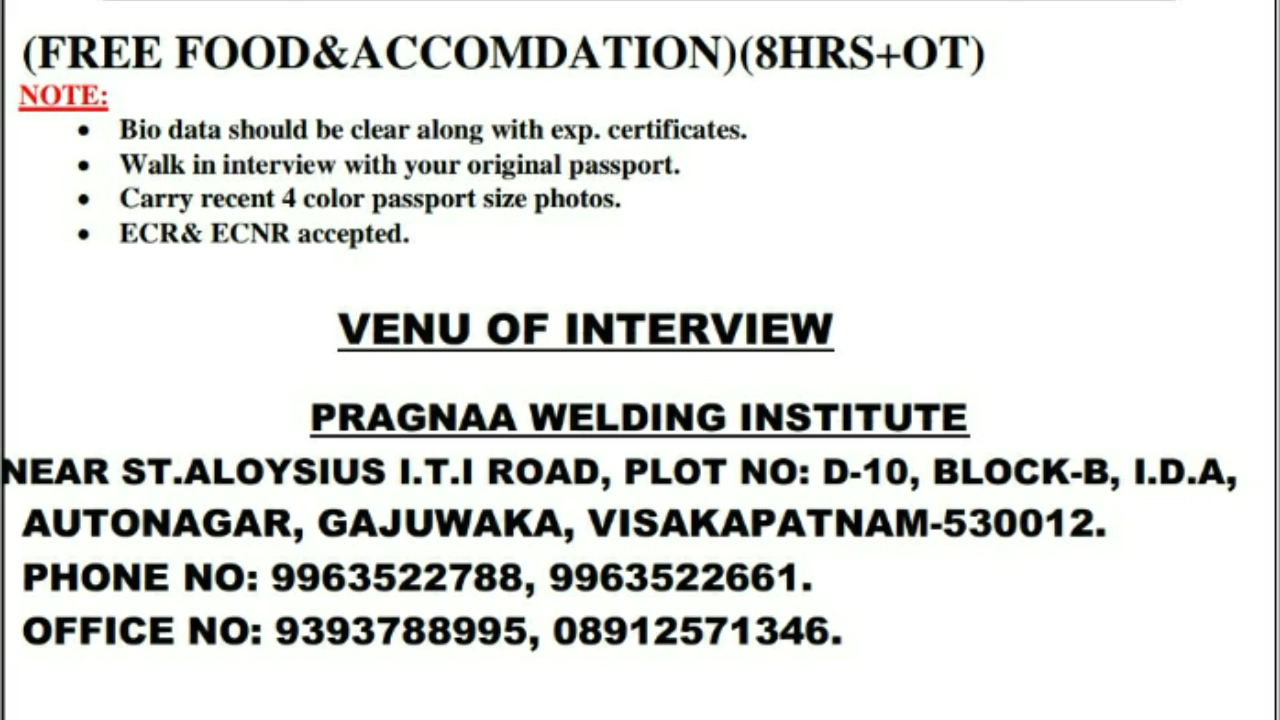 (FREE FOOD&ACCOMDATION)(8HRS+OT)
NOTE:
• Bio data should be clear along with exp. certificates.
• Walk in interview with your original passport.
• Carry recent 4 color passport size photos.
• ECR& ECNR accepted.
VENU OF INTERVIEW
PRAGNAA WELDING INSTITUTE
NEAR ST.ALOYSIUS I.T.I ROAD, PLOT NO: D-10, BLOCK-B, I.D.A,
AUTONAGAR, GAJUWAKA, VISAKAPATNAM-530012.
PHONE NO: 9963522788, 9963522661.
OFFICE NO: 9393788995, 08912571346.